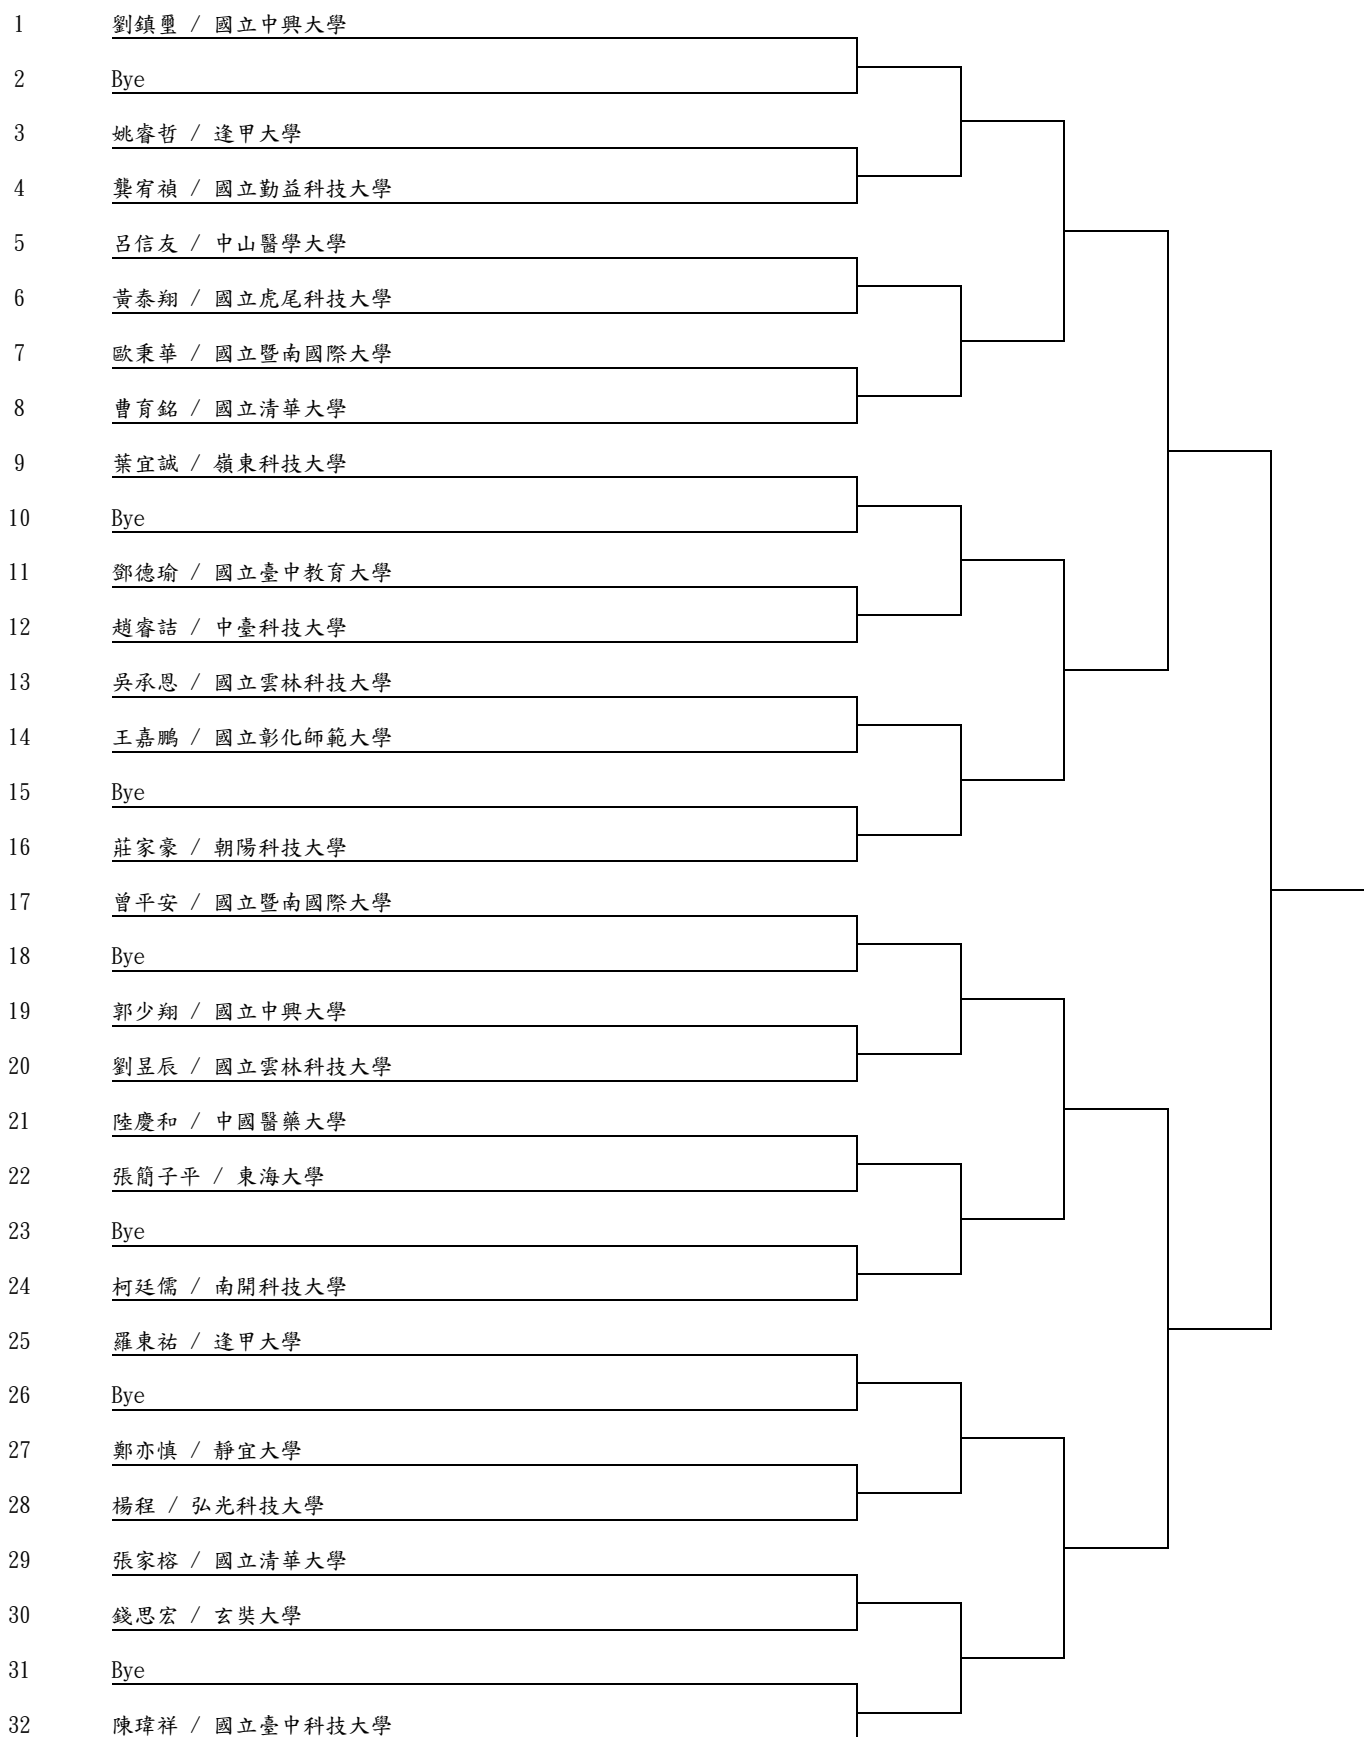 1 劉鎮璽 / 國立中興大學
2 Bye
3 姚睿哲 / 逢甲大學
4 龔宥禎 / 國立勤益科技大學
5 呂信友 / 中山醫學大學
6 黃泰翔 / 國立虎尾科技大學
7 歐秉華 / 國立暨南國際大學
8 曹育銘 / 國立清華大學
9 葉宜誠 / 嶺東科技大學
10 Bye
11 鄧德瑜 / 國立臺中教育大學
12 趙睿詰 / 中臺科技大學
13 吳承恩 / 國立雲林科技大學
14 王嘉鵬 / 國立彰化師範大學
15 Bye
16 莊家豪 / 朝陽科技大學
17 曾平安 / 國立暨南國際大學
18 Bye
19 郭少翔 / 國立中興大學
20 劉昱辰 / 國立雲林科技大學
21 陸慶和 / 中國醫藥大學
22 張簡子平 / 東海大學
23 Bye
24 柯廷儒 / 南開科技大學
25 羅東祐 / 逢甲大學
26 Bye
27 鄭亦慎 / 靜宜大學
28 楊程 / 弘光科技大學
29 張家榕 / 國立清華大學
30 錢思宏 / 玄奘大學
31 Bye
32 陳瑋祥 / 國立臺中科技大學